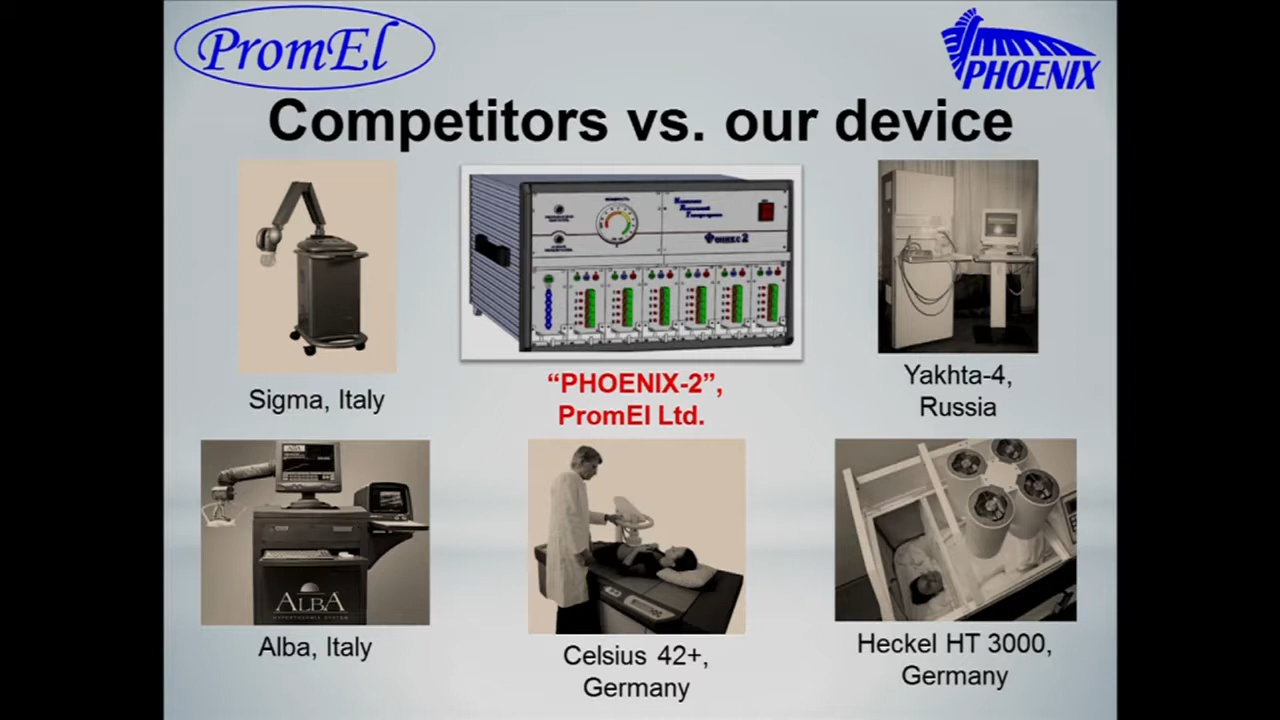 PromEl
PHOENIX
Competitors vs. our device
Феникс 2
Sigma, Italy
“PHOENIX-2”,
PromEl Ltd.
Yakhta-4,
Russia
ALBA
Alba, Italy
Celsius 42+,
Germany
Heckel HT 3000,
Germany